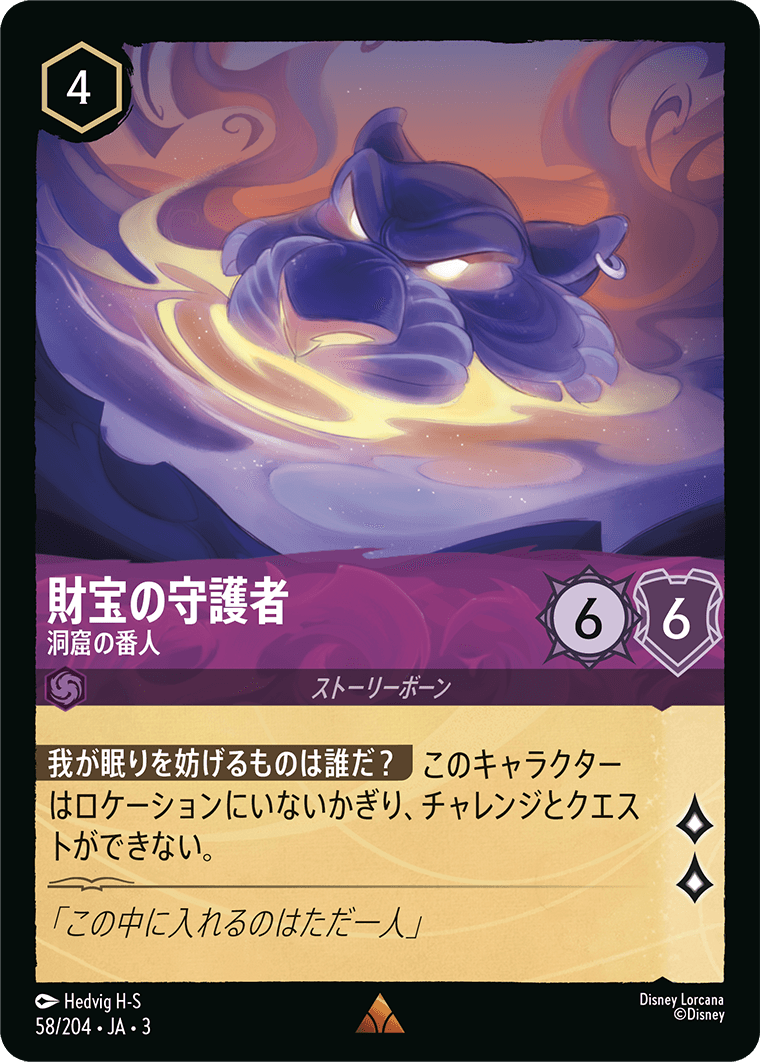 4
財宝の守護者
洞窟の番人
6
6
ストーリーボーン
我が眠りを妨げるものは誰だ？ このキャラクター
はロケーションにいないかぎり、チャレンジとクエス
トができない。
「この中に入れるのはただ一人」
Hedvig H-S
58/204 • JA • 3
Disney Lorcana
©Disney